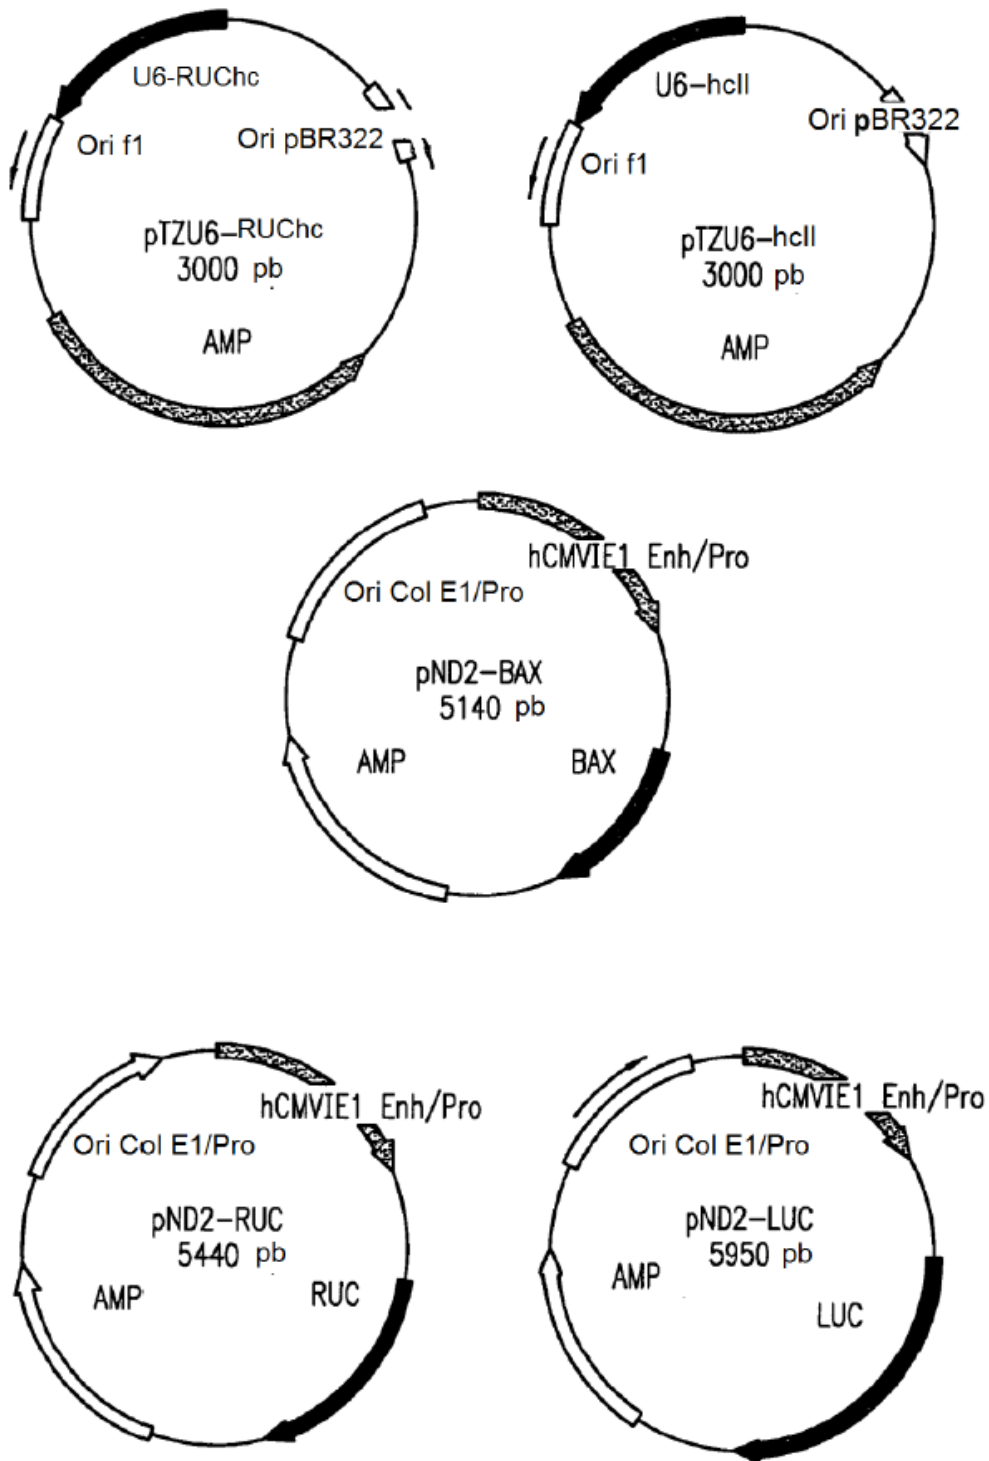 U6-RUChc
Ori f1
Ori pBR322
pTZU6-RUChc
3000 pb
AMP
U6-hcII
Ori pBR322
Ori f1
pTZU6-hcII
3000 pb
AMP
hCMVIE1 Enh/Pro
Ori Col E1/Pro
pND2-BAX
5140 pb
AMP
BAX
hCMVIE1 Enh/Pro
Ori Col E1/Pro
pND2-RUC
5440 pb
AMP
RUC
hCMVIE1 Enh/Pro
Ori Col E1/Pro
pND2-LUC
5950 pb
AMP
LUC